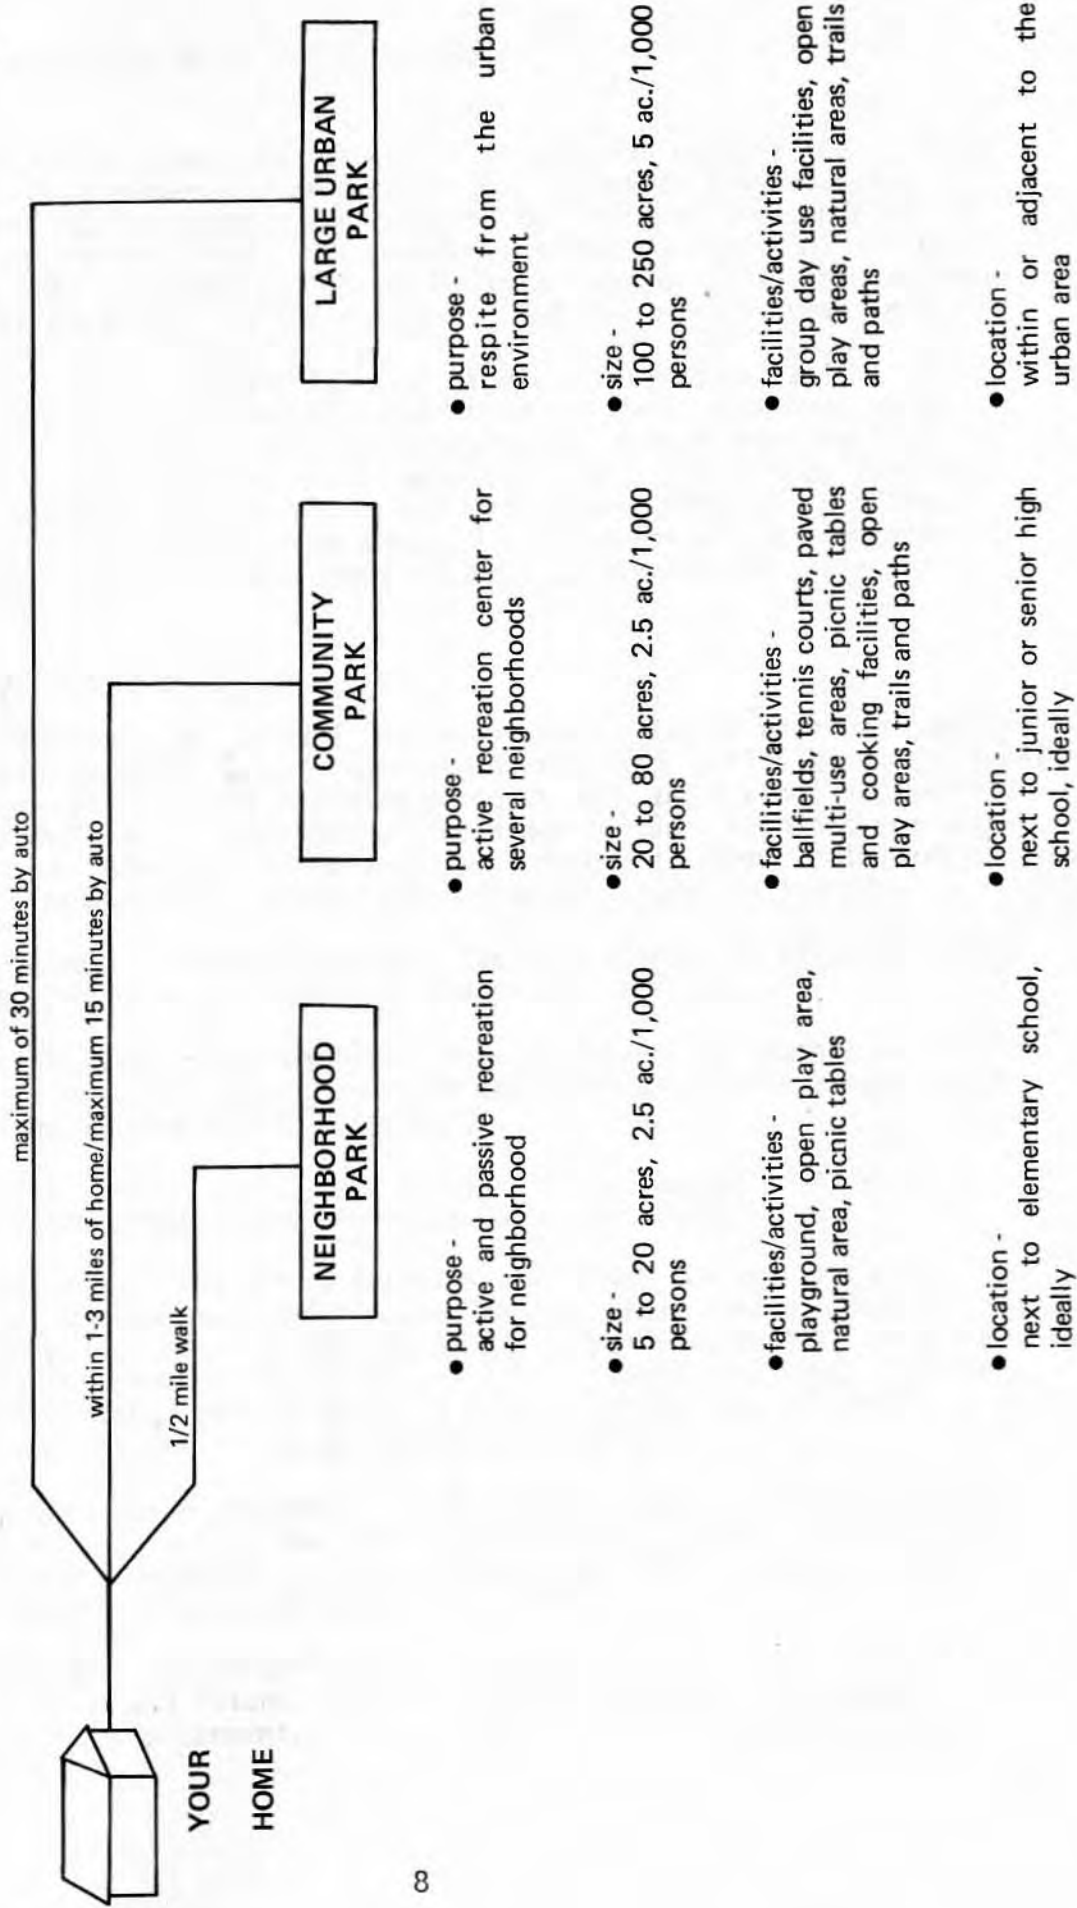 maximum of 30 minutes by auto
within 1-3 miles of home/maximum 15 minutes by auto
1/2 mile walk
YOUR
HOME
NEIGHBORHOOD
PARK
● purpose -
active and passive recreation
for neighborhood
● size -
5 to 20 acres, 2.5 ac./1,000
persons
● facilities/activities -
playground, open play area,
natural area, picnic tables
● location -
next to elementary school,
ideally
COMMUNITY
PARK
● purpose -
active recreation center for
several neighborhoods
● size -
20 to 80 acres, 2.5 ac./1,000
persons
● facilities/activities -
ballfields, tennis courts, paved
multi-use areas, picnic tables
and cooking facilities, open
play areas, trails and paths
● location -
next to junior or senior high
school, ideally
LARGE URBAN
PARK
● purpose -
respite from the urban
environment
● size -
100 to 250 acres, 5 ac./1,000
persons
● facilities/activities -
group day use facilities, open
play areas, natural areas, trails
and paths
● location -
within or adjacent to the
urban area
8